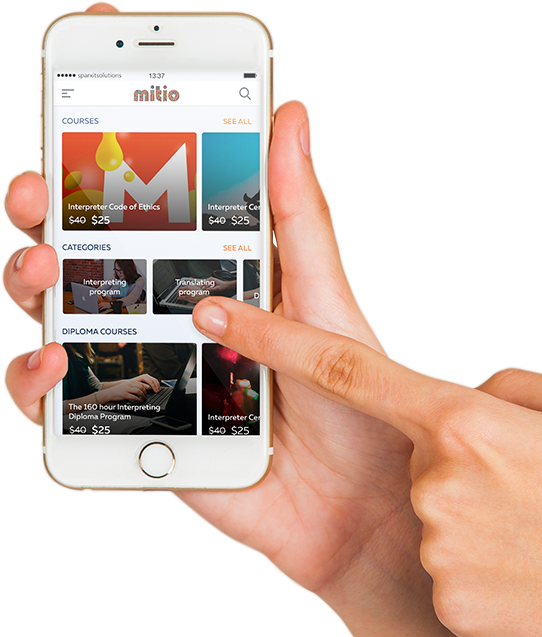 sparxitsolutions 13:37
mitio
COURSES SEE ALL
M
Interpreter Code of Ethics
$40 $25
Interpreter Cer
$40 $25
CATEGORIES SEE ALL
Interpreting
program
Translating
program
D
DIPLOMA COURSES
The 160 hour Interpreting
Diploma Program
$40 $25
Interpreter Cer
$40 $25